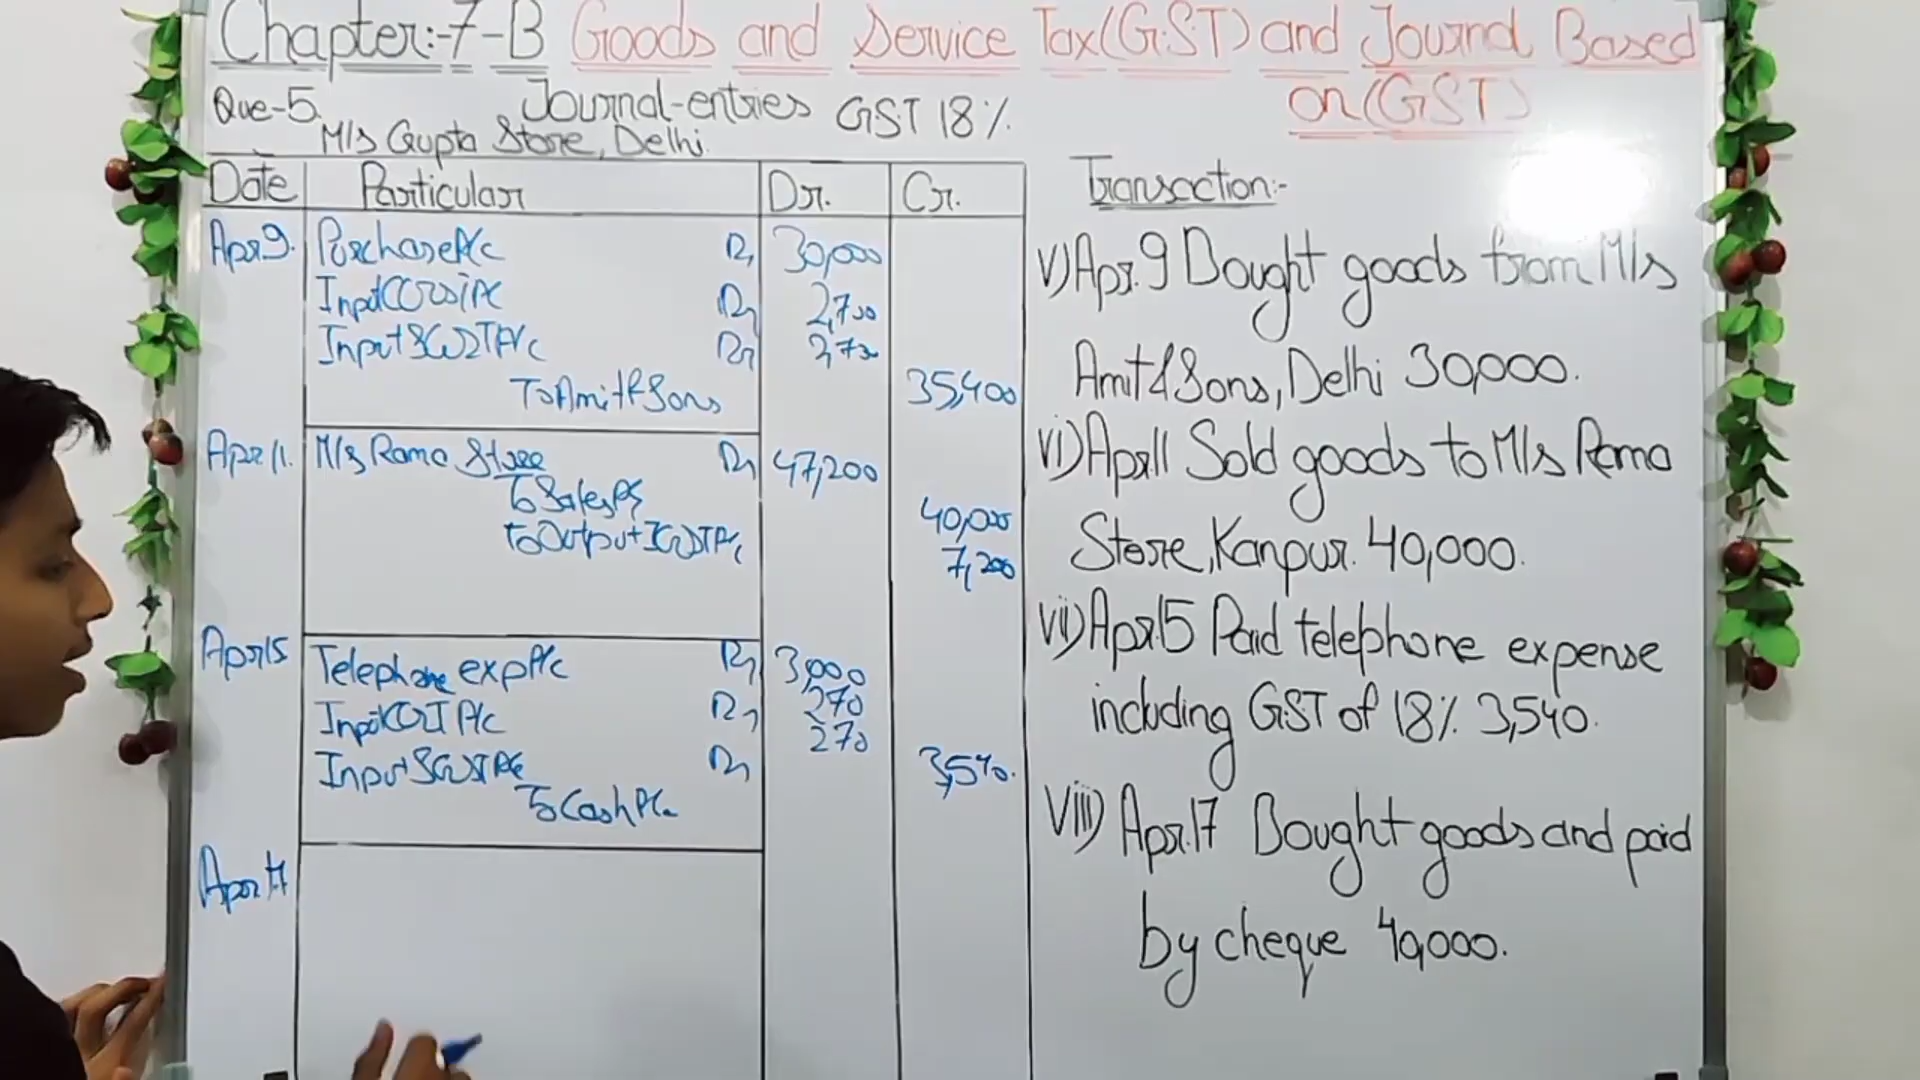 Chapter:-7-B Goods and Service Tax(GST) and Journal Based
on(GST)
Que-5. Journal-entries GST 18%.
M/s Gupta Store, Delhi.
Date Particular Dr. Cr.
Apr 9. Purchase A/c Dr 30,000
Input CGST A/c Dr 2,700
Input SGST A/c Dr 2,700
To Amit & Sons 35,400
Apr 11. M/s Rama Store Dr 47,200
To Sales A/c 40,000
To Output IGST A/c 7,200
Apr 15 Telephone exp A/c Dr 3,000
Input CGST A/c Dr 270
Input SGST A/c Dr 270
To Cash A/c 3,540.
Apr 17
Transaction:-
V) Apr.9 Bought goods from M/s
Amit & Sons, Delhi 30,000.
VI) Apr.11 Sold goods to M/s Rama
Store, Kanpur. 40,000.
VII) Apr.15 Paid telephone expense
including GST of 18% 3,540.
VIII) Apr.17 Bought goods and paid
by cheque 40,000.